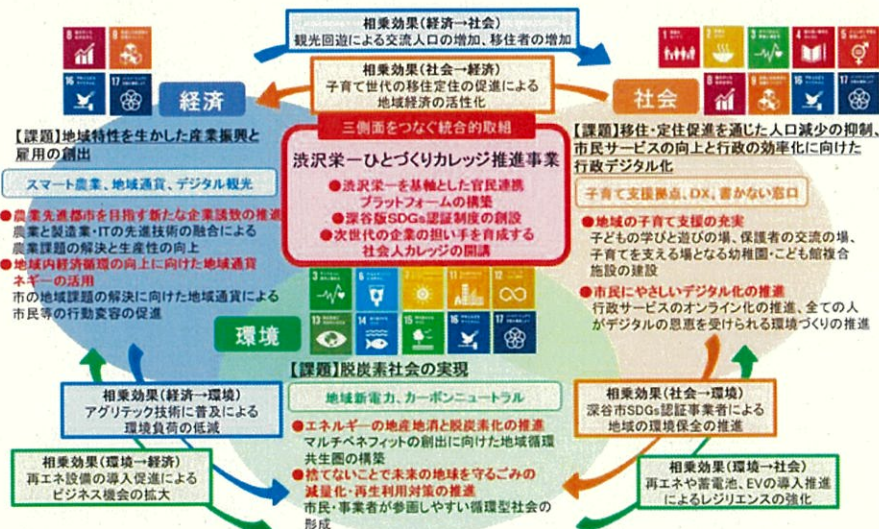 相乗効果(経済→社会)
観光回遊による交流人口の増加、移住者の増加
相乗効果(社会→経済)
子育て世代の移住定住の促進による
地域経済の活性化
8
9
16
17
経済
1
2
3
4
5
8
9
16
17
社会
【課題】地域特性を生かした産業振興と
雇用の創出
スマート農業、地域通貨、デジタル観光
●農業先進都市を目指す新たな企業誘致の推進
農業と製造業・ITの先進技術の融合による
農業課題の解決と生産性の向上
●地域内経済循環の向上に向けた地域通貨
ネギーの活用
市の地域課題の解決に向けた地域通貨による
市民等の行動変容の促進
三側面をつなぐ統合的取組
渋沢栄一ひとづくりカレッジ推進事業
●渋沢栄一を基軸とした官民連携
プラットフォームの構築
●深谷版SDGs認証制度の創設
●次世代の企業の担い手を育成する
社会人カレッジの開講
【課題】移住・定住促進を通じた人口減少の抑制、
市民サービスの向上と行政の効率化に向けた
行政デジタル化
子育て支援拠点、DX、書かない窓口
●地域の子育て支援の充実
子どもの学びと遊びの場、保護者の交流の場、
子育てを支える場となる幼稚園・こども館複合
施設の建設
●市民にやさしいデジタル化の推進
行政サービスのオンライン化の推進、全ての人
がデジタルの恩恵を受けられる環境づくりの推進
3
6
7
11
12
13
14
15
16
17
環境
【課題】脱炭素社会の実現
地域新電力、カーボンニュートラル
●エネルギーの地産地消と脱炭素化の推進
マルチベネフィットの創出に向けた地域循環
共生圏の構築
●捨てないことで未来の地球を守るごみの
減量化・再生利用対策の推進
市民・事業者が参画しやすい循環型社会の
形成
相乗効果(経済→環境)
アグリテック技術に普及による
環境負荷の低減
相乗効果(環境→経済)
再エネ設備の導入促進による
ビジネス機会の拡大
相乗効果(社会→環境)
深谷市SDGs認証事業者による
地域の環境保全の推進
相乗効果(環境→社会)
再エネや蓄電池、EVの導入推進
によるレジリエンスの強化